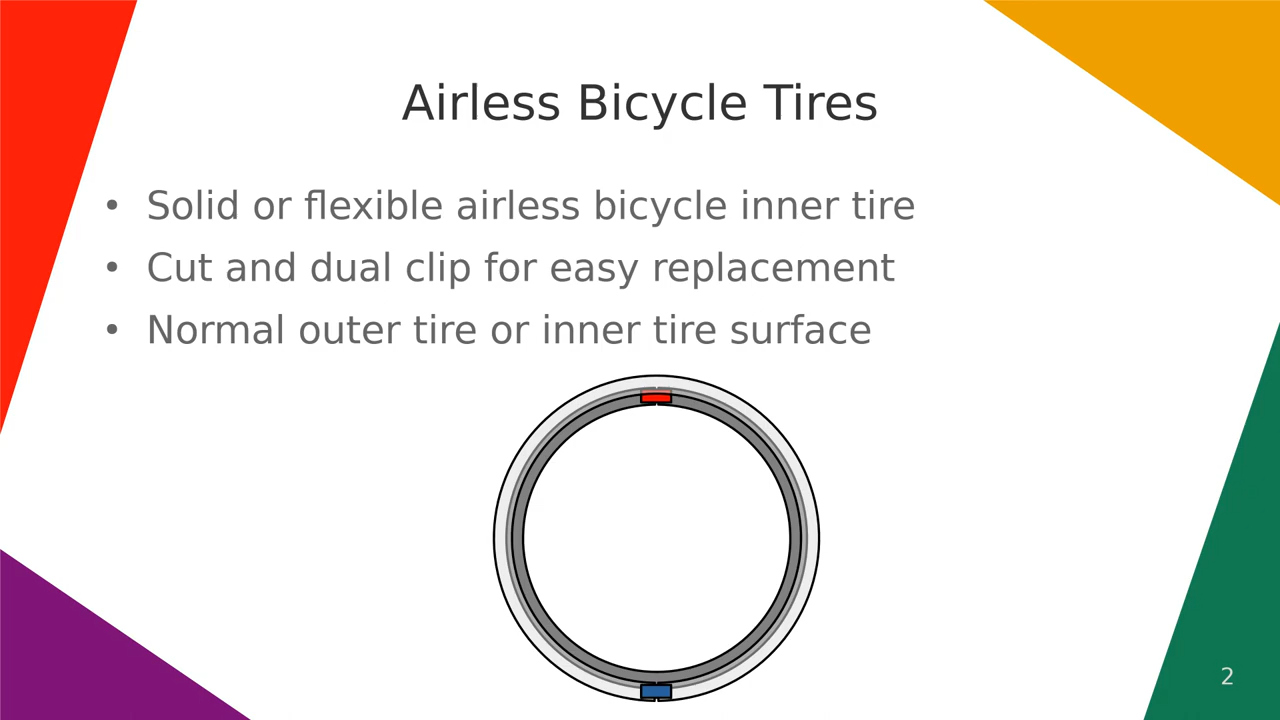 Airless Bicycle Tires
• Solid or flexible airless bicycle inner tire
• Cut and dual clip for easy replacement
• Normal outer tire or inner tire surface
2